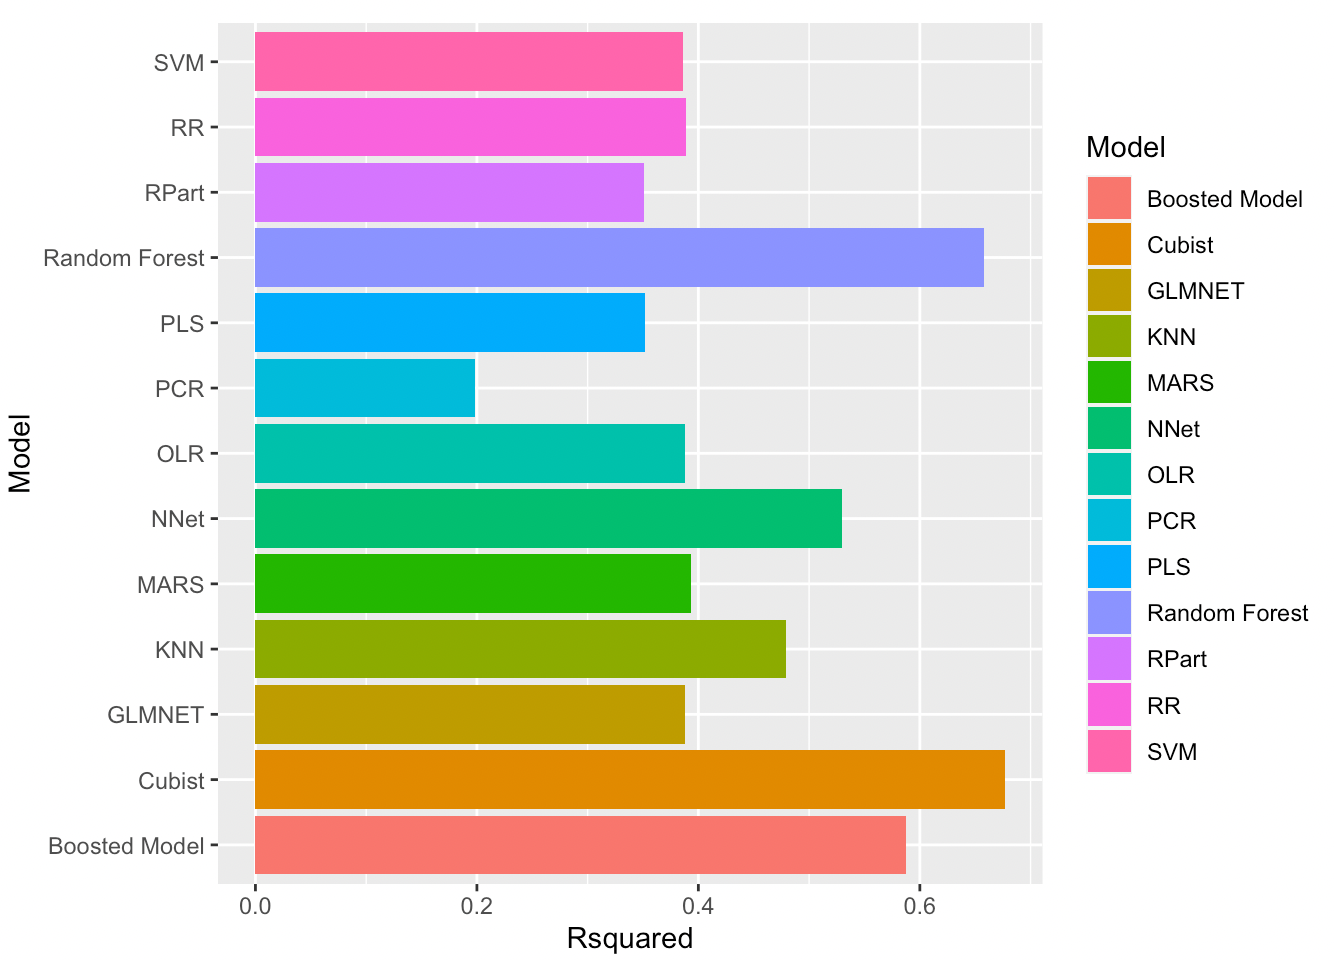 SVM
RR
RPart
Random Forest
PLS
PCR
OLR
NNet
MARS
KNN
GLMNET
Cubist
Boosted Model
Model
0.0 0.2 0.4 0.6
Rsquared
Model
Boosted Model
Cubist
GLMNET
KNN
MARS
NNet
OLR
PCR
PLS
Random Forest
RPart
RR
SVM